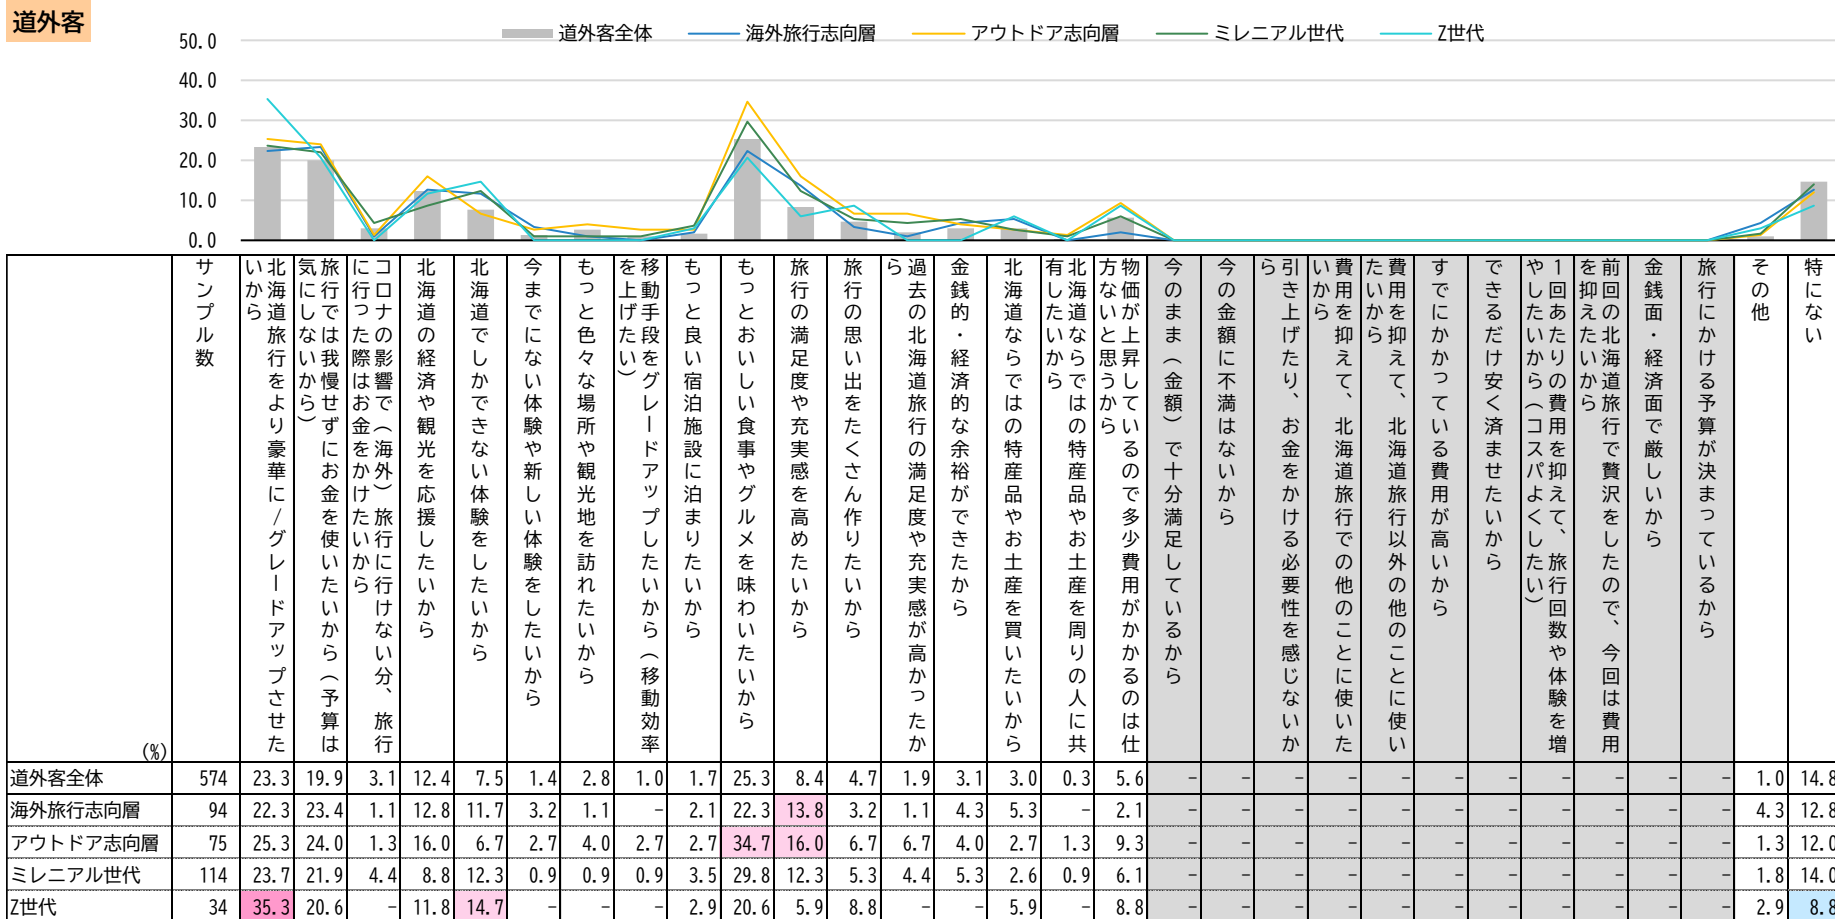 道外客
道外客全体 海外旅行志向層 アウトドア志向層 ミレニアル世代 Z世代
50.0
40.0
30.0
20.0
10.0
0.0
(%)
サンプル数
北海道旅行をより豪華に/グレードアップさせた
いから
旅行では我慢せずにお金を使いたいから(予算は
気にしないから)
コロナの影響で(海外)旅行に行けない分、旅行
に行った際はお金をかけたいから
北海道の経済や観光を応援したいから
北海道でしかできない体験をしたいから
今までにない体験や新しい体験をしたいから
もっと色々な場所や観光地を訪れたいから
移動手段をグレードアップしたいから(移動効率
を上げたい)
もっと良い宿泊施設に泊まりたいから
もっとおいしい食事やグルメを味わいたいから
旅行の満足度や充実感を高めたいから
旅行の思い出をたくさん作りたいから
過去の北海道旅行の満足度や充実感が高かったか
ら
金銭的・経済的な余裕ができたから
北海道ならではの特産品やお土産を買いたいから
北海道ならではの特産品やお土産を周りの人に共
有したいから
物価が上昇しているので多少費用がかかるのは仕
方ないと思うから
今のまま(金額)で十分満足しているから
今の金額に不満はないから
引き上げたり、お金をかける必要性を感じないか
ら
費用を抑えて、北海道旅行での他のことに使いた
いから
費用を抑えて、北海道旅行以外の他のことに使い
たいから
すでにかかっている費用が高いから
できるだけ安く済ませたいから
1回あたりの費用を抑えて、旅行回数や体験を増
やしたいから(コスパよくしたい)
前回の北海道旅行で贅沢をしたので、今回は費用
を抑えたいから
金銭面・経済面で厳しいから
旅行にかける予算が決まっているから
その他
特にない
道外客全体 574 23.3 19.9 3.1 12.4 7.5 1.4 2.8 1.0 1.7 25.3 8.4 4.7 1.9 3.1 3.0 0.3 5.6 - - - - - - - - - - - 1.0 14.8
海外旅行志向層 94 22.3 23.4 1.1 12.8 11.7 3.2 1.1 - 2.1 22.3 13.8 3.2 1.1 4.3 5.3 - 2.1 - - - - - - - - - - - 4.3 12.8
アウトドア志向層 75 25.3 24.0 1.3 16.0 6.7 2.7 4.0 2.7 2.7 34.7 16.0 6.7 6.7 4.0 2.7 1.3 9.3 - - - - - - - - - - - 1.3 12.0
ミレニアル世代 114 23.7 21.9 4.4 8.8 12.3 0.9 0.9 0.9 3.5 29.8 12.3 5.3 4.4 5.3 2.6 0.9 6.1 - - - - - - - - - - - 1.8 14.0
Z世代 34 35.3 20.6 - 11.8 14.7 - - - 2.9 20.6 5.9 8.8 - - 5.9 - 8.8 - - - - - - - - - - - 2.9 8.8